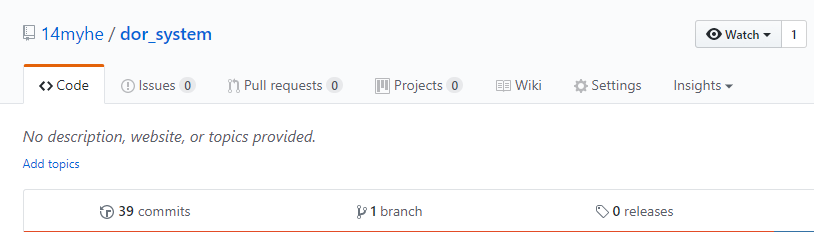 14myhe / dor_system Watch 1
Code Issues 0 Pull requests 0 Projects 0 Wiki Settings Insights
No description, website, or topics provided.
Add topics
39 commits 1 branch 0 releases